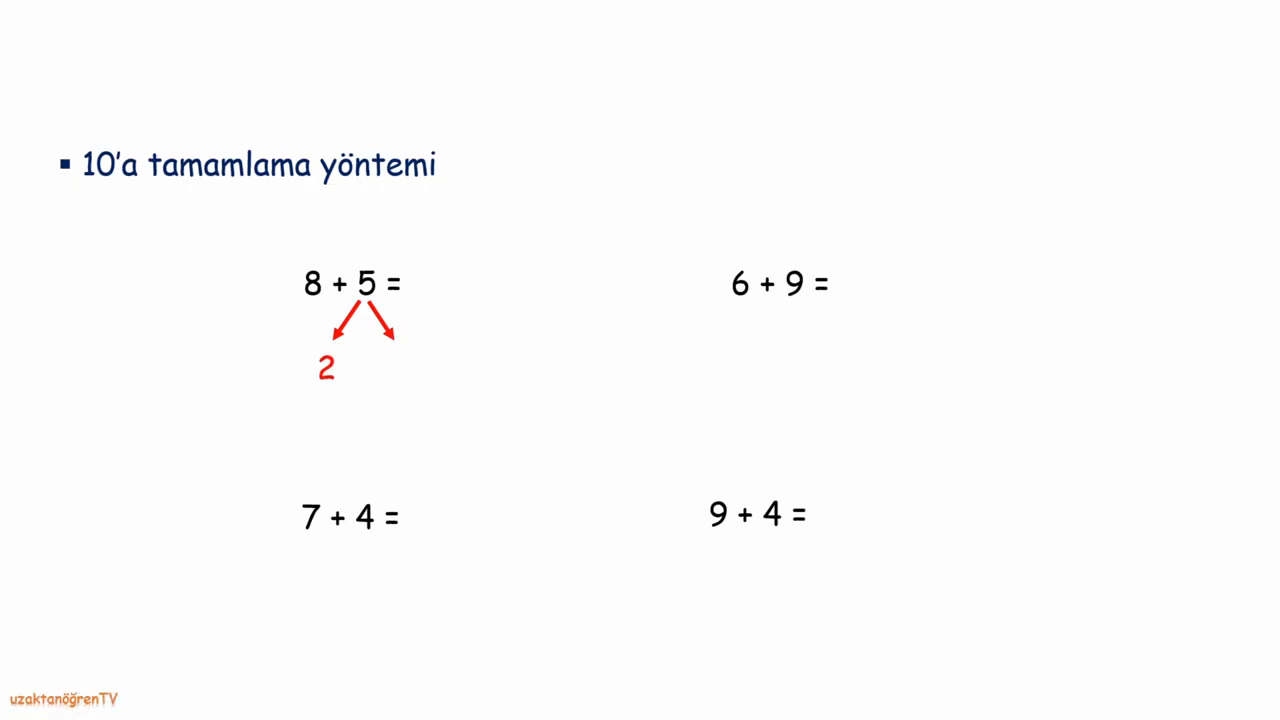 ▪ 10'a tamamlama yöntemi
8 + 5 =
6 + 9 =
2
7 + 4 =
9 + 4 =
uzaktanöğrenTV